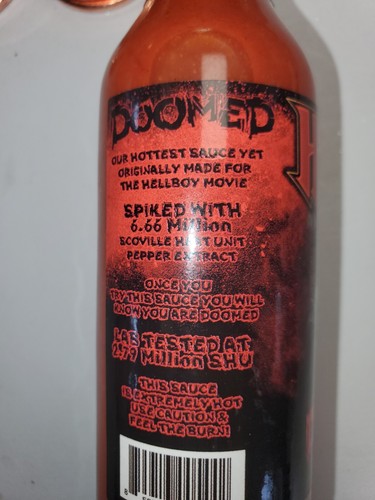 DOOMED
OUR HOTTEST SAUCE YET
ORIGINALLY MADE FOR
THE HELLBOY MOVIE
SPIKED WITH
6.66 Million
SCOVILLE HEAT UNIT
PEPPER EXTRACT
ONCE YOU
TRY THIS SAUCE YOU WILL
KNOW YOU ARE DOOMED
LAB TESTED AT
2.79 Million SHU
THIS SAUCE
IS EXTREMELY HOT
USE CAUTION &
FEEL THE BURN!